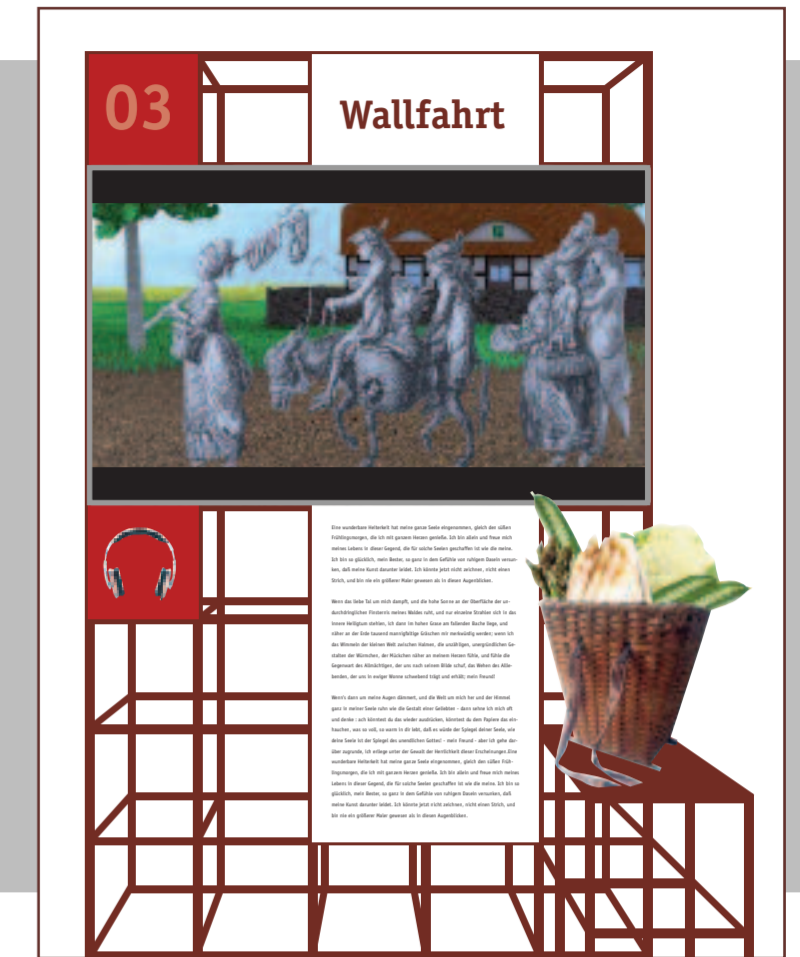 03
Wallfahrt
Eine wunderbare Heiterkeit hat meine ganze Seele eingenommen, gleich den süßen
Frühlingsmorgen, die ich mit ganzem Herzen genieße. Ich bin allein und freue mich
meines Lebens in dieser Gegend, die für solche Seelen geschaffen ist wie die meine.
Ich bin so glücklich, mein Bester, so ganz in dem Gefühle von ruhigem Dasein versun-
ken, daß meine Kunst darunter leidet. Ich könnte jetzt nicht zeichnen, nicht einen
Strich, und bin nie ein größerer Maler gewesen als in diesen Augenblicken.
Wenn das liebe Tal um mich dampft, und die hohe Sonne an der Oberfläche der un-
durchdringlichen Finsternis meines Waldes ruht, und nur einzelne Strahlen sich in das
innere Heiligtum stehlen, ich dann im hohen Grase am fallenden Bache liege, und
näher an der Erde tausend mannigfaltige Gräschen mir merkwürdig werden; wenn ich
das Wimmeln der kleinen Welt zwischen Halmen, die unzähligen, unergründlichen Ge-
stalten der Würmchen, der Mückchen näher an meinem Herzen fühle, und fühle die
Gegenwart des Allmächtigen, der uns nach seinem Bilde schuf, das Wehen des Allie-
benden, der uns in ewiger Wonne schwebend trägt und erhält; mein Freund!
Wenn's dann um meine Augen dämmert, und die Welt um mich her und der Himmel
ganz in meiner Seele ruhn wie die Gestalt einer Geliebten - dann sehne ich mich oft
und denke : ach könntest du das wieder ausdrücken, könntest du dem Papiere das ein-
hauchen, was so voll, so warm in dir lebt, daß es würde der Spiegel deiner Seele, wie
deine Seele ist der Spiegel des unendlichen Gottes! - mein Freund - aber ich gehe dar-
über zugrunde, ich erliege unter der Gewalt der Herrlichkeit dieser Erscheinungen.Eine
wunderbare Heiterkeit hat meine ganze Seele eingenommen, gleich den süßen Früh-
lingsmorgen, die ich mit ganzem Herzen genieße. Ich bin allein und freue mich meines
Lebens in dieser Gegend, die für solche Seelen geschaffen ist wie die meine. Ich bin so
glücklich, mein Bester, so ganz in dem Gefühle von ruhigem Dasein versunken, daß
meine Kunst darunter leidet. Ich könnte jetzt nicht zeichnen, nicht einen Strich, und
bin nie ein größerer Maler gewesen als in diesen Augenblicken.